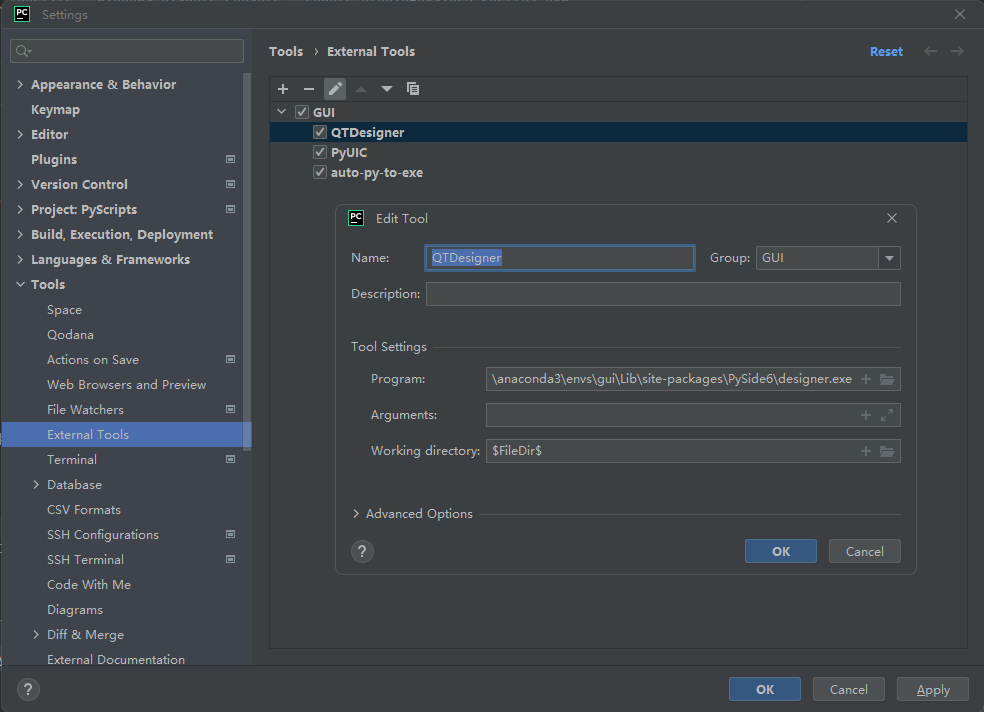 PC Settings
Tools › External Tools Reset
Appearance & Behavior
Keymap
Editor
Plugins
Version Control
Project: PyScripts
Build, Execution, Deployment
Languages & Frameworks
Tools
Space
Qodana
Actions on Save
Web Browsers and Preview
File Watchers
External Tools
Terminal
Database
CSV Formats
SSH Configurations
SSH Terminal
Code With Me
Diagrams
Diff & Merge
External Documentation
GUI
QTDesigner
PyUIC
auto-py-to-exe
PC Edit Tool
Name: QTDesigner Group: GUI
Description:
Tool Settings
Program: \anaconda3\envs\gui\Lib\site-packages\PySide6\designer.exe
Arguments:
Working directory: $FileDir$
Advanced Options
? OK Cancel
? OK Cancel Apply